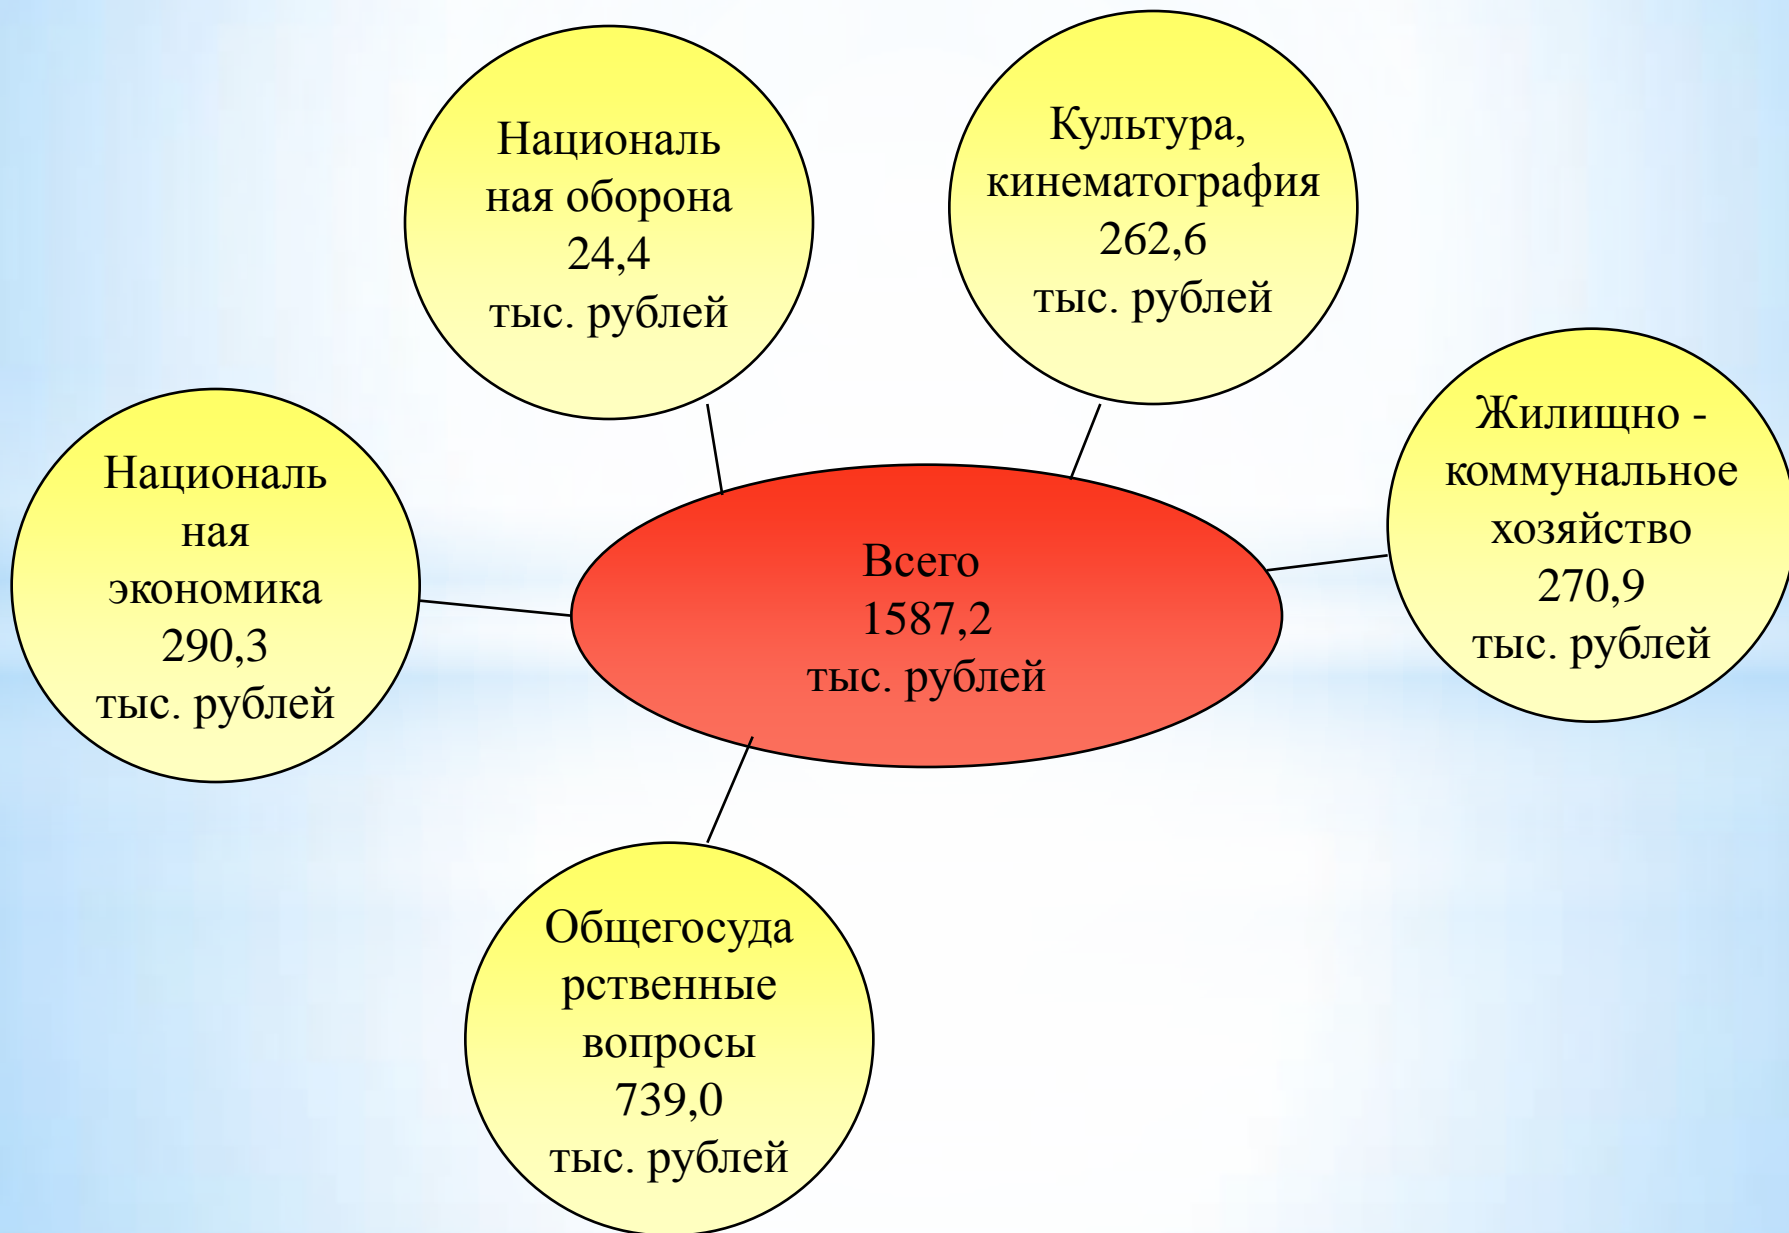 Националь
ная оборона
24,4
тыс. рублей
Культура,
кинематография
262,6
тыс. рублей
Националь
ная
экономика
290,3
тыс. рублей
Всего
1587,2
тыс. рублей
Жилищно -
коммунальное
хозяйство
270,9
тыс. рублей
Общегосуда
рственные
вопросы
739,0
тыс. рублей